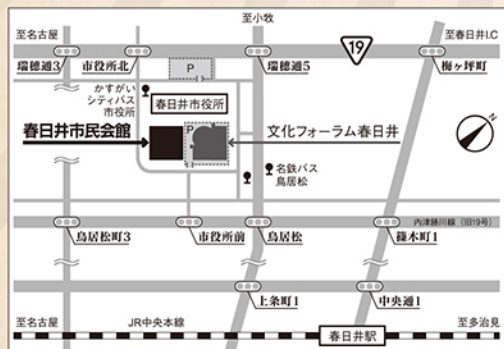 至小牧
至名古屋
19
至春日井I.C
瑞穂通3
市役所北
P
瑞穂通5
梅ヶ坪町
かすがい
シティバス
市役所
春日井市役所
春日井市民会館
P
文化フォーラム春日井
名鉄バス
鳥居松
内津勝川線(旧19号)
鳥居松町3
市役所前
鳥居松
篠木町1
上条町1
中央通1
至名古屋
JR中央本線
春日井駅
至多治見